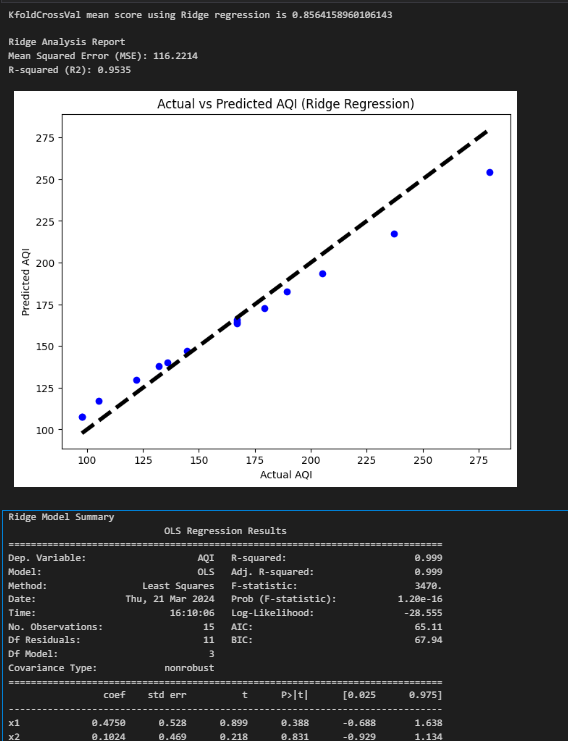 KfoldCrossVal mean score using Ridge regression is 0.8564158960106143
Ridge Analysis Report
Mean Squared Error (MSE): 116.2214
R-squared (R2): 0.9535
Actual vs Predicted AQI (Ridge Regression)
275
250
225
200
175
150
125
100
Predicted AQI
100 125 150 175 200 225 250 275
Actual AQI
Ridge Model Summary
OLS Regression Results
==============================================================================
Dep. Variable: AQI R-squared: 0.999
Model: OLS Adj. R-squared: 0.999
Method: Least Squares F-statistic: 3470.
Date: Thu, 21 Mar 2024 Prob (F-statistic): 1.20e-16
Time: 16:10:06 Log-Likelihood: -28.555
No. Observations: 15 AIC: 65.11
Df Residuals: 11 BIC: 67.94
Df Model: 3
Covariance Type: nonrobust
==============================================================================
coef std err t P>|t| [0.025 0.975]
------------------------------------------------------------------------------
x1 0.4750 0.528 0.899 0.388 -0.688 1.638
x2 0.1024 0.469 0.218 0.831 -0.929 1.134